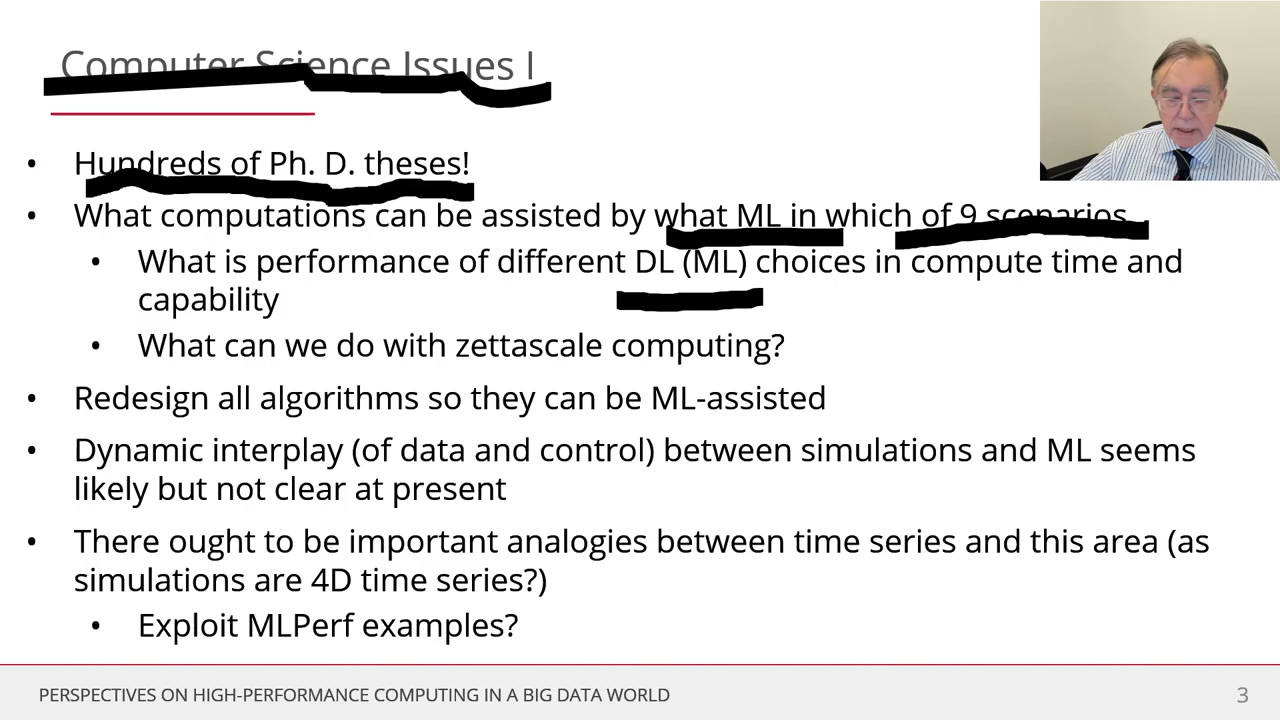 Computer Science Issues I
• Hundreds of Ph. D. theses!
• What computations can be assisted by what ML in which of 9 scenarios
• What is performance of different DL (ML) choices in compute time and
capability
• What can we do with zettascale computing?
• Redesign all algorithms so they can be ML-assisted
• Dynamic interplay (of data and control) between simulations and ML seems
likely but not clear at present
• There ought to be important analogies between time series and this area (as
simulations are 4D time series?)
• Exploit MLPerf examples?
PERSPECTIVES ON HIGH-PERFORMANCE COMPUTING IN A BIG DATA WORLD
3